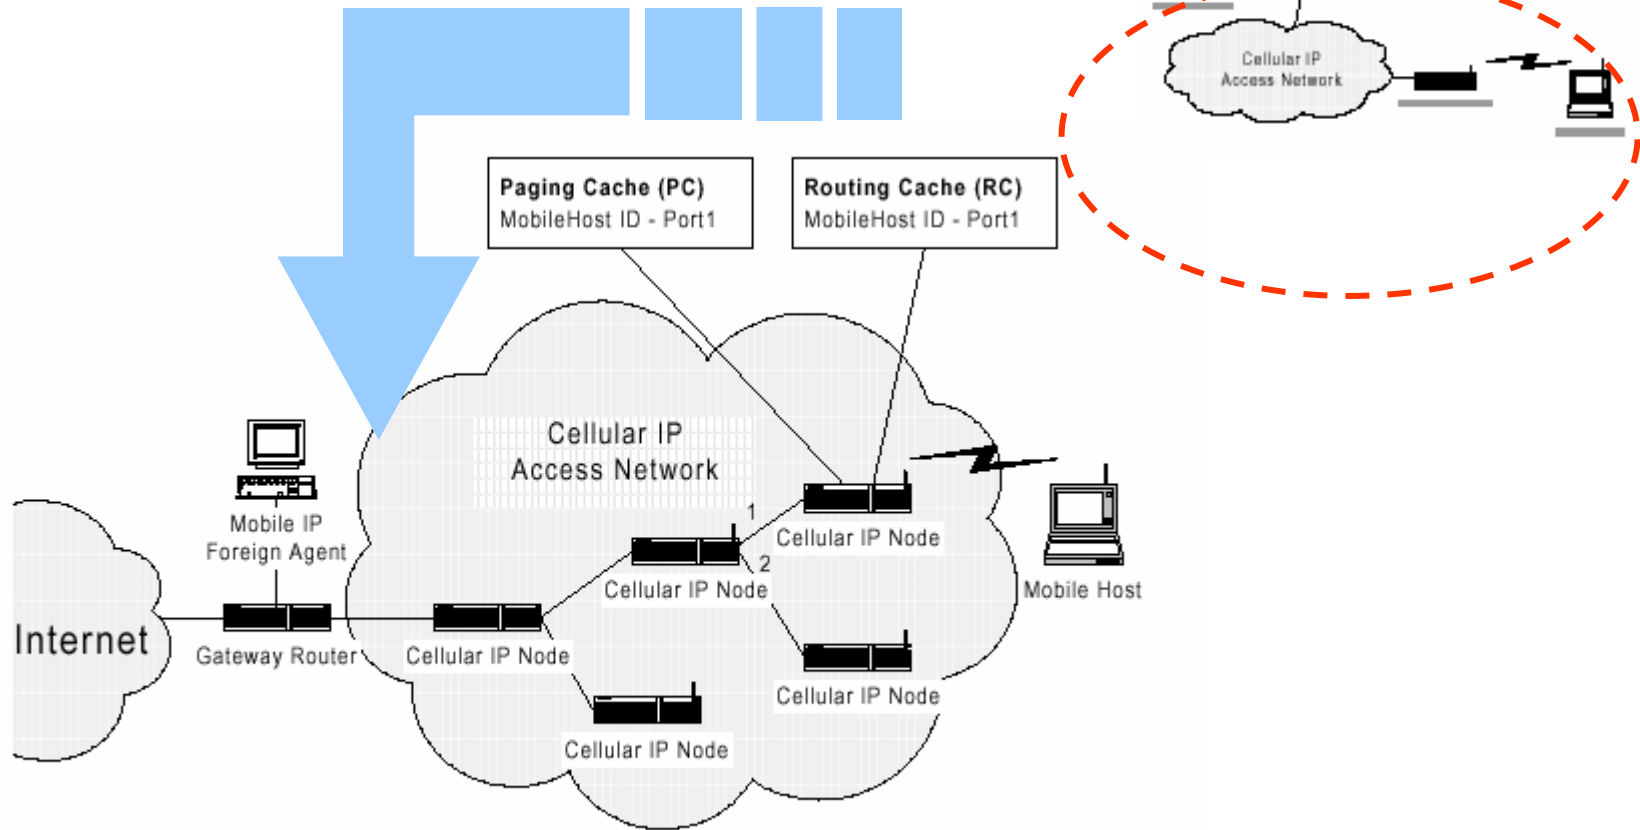 Cellular IP
Access Network
Paging Cache (PC)
MobileHost ID - Port1
Routing Cache (RC)
MobileHost ID - Port1
Cellular IP
Access Network
Mobile IP
Foreign Agent
1
2
Cellular IP Node
Cellular IP Node
Mobile Host
Internet
Gateway Router
Cellular IP Node
Cellular IP Node
Cellular IP Node